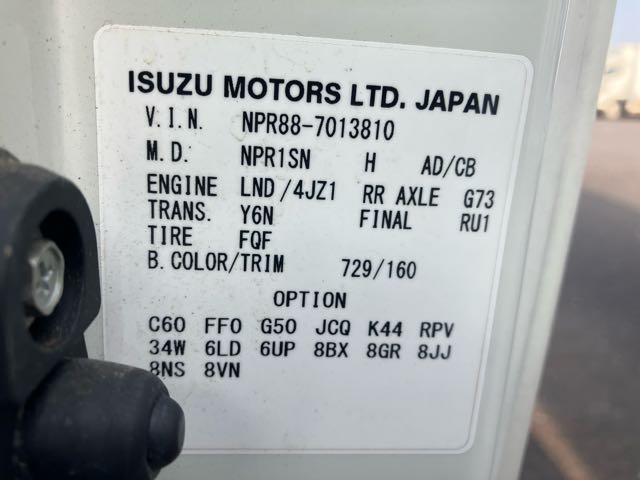 ISUZU MOTORS LTD. JAPAN
V.I.N. NPR88-7013810
M.D: NPR1SN H AD/CB
ENGINE LND/4JZ1 RR AXLE G73
TRANS. Y6N FINAL RU1
TIRE FQF
B.COLOR/TRIM 729/160
OPTION
C60 FF0 G50 JCQ K44 RPV
34W 6LD 6UP 8BX 8GR 8JJ
8NS 8VN